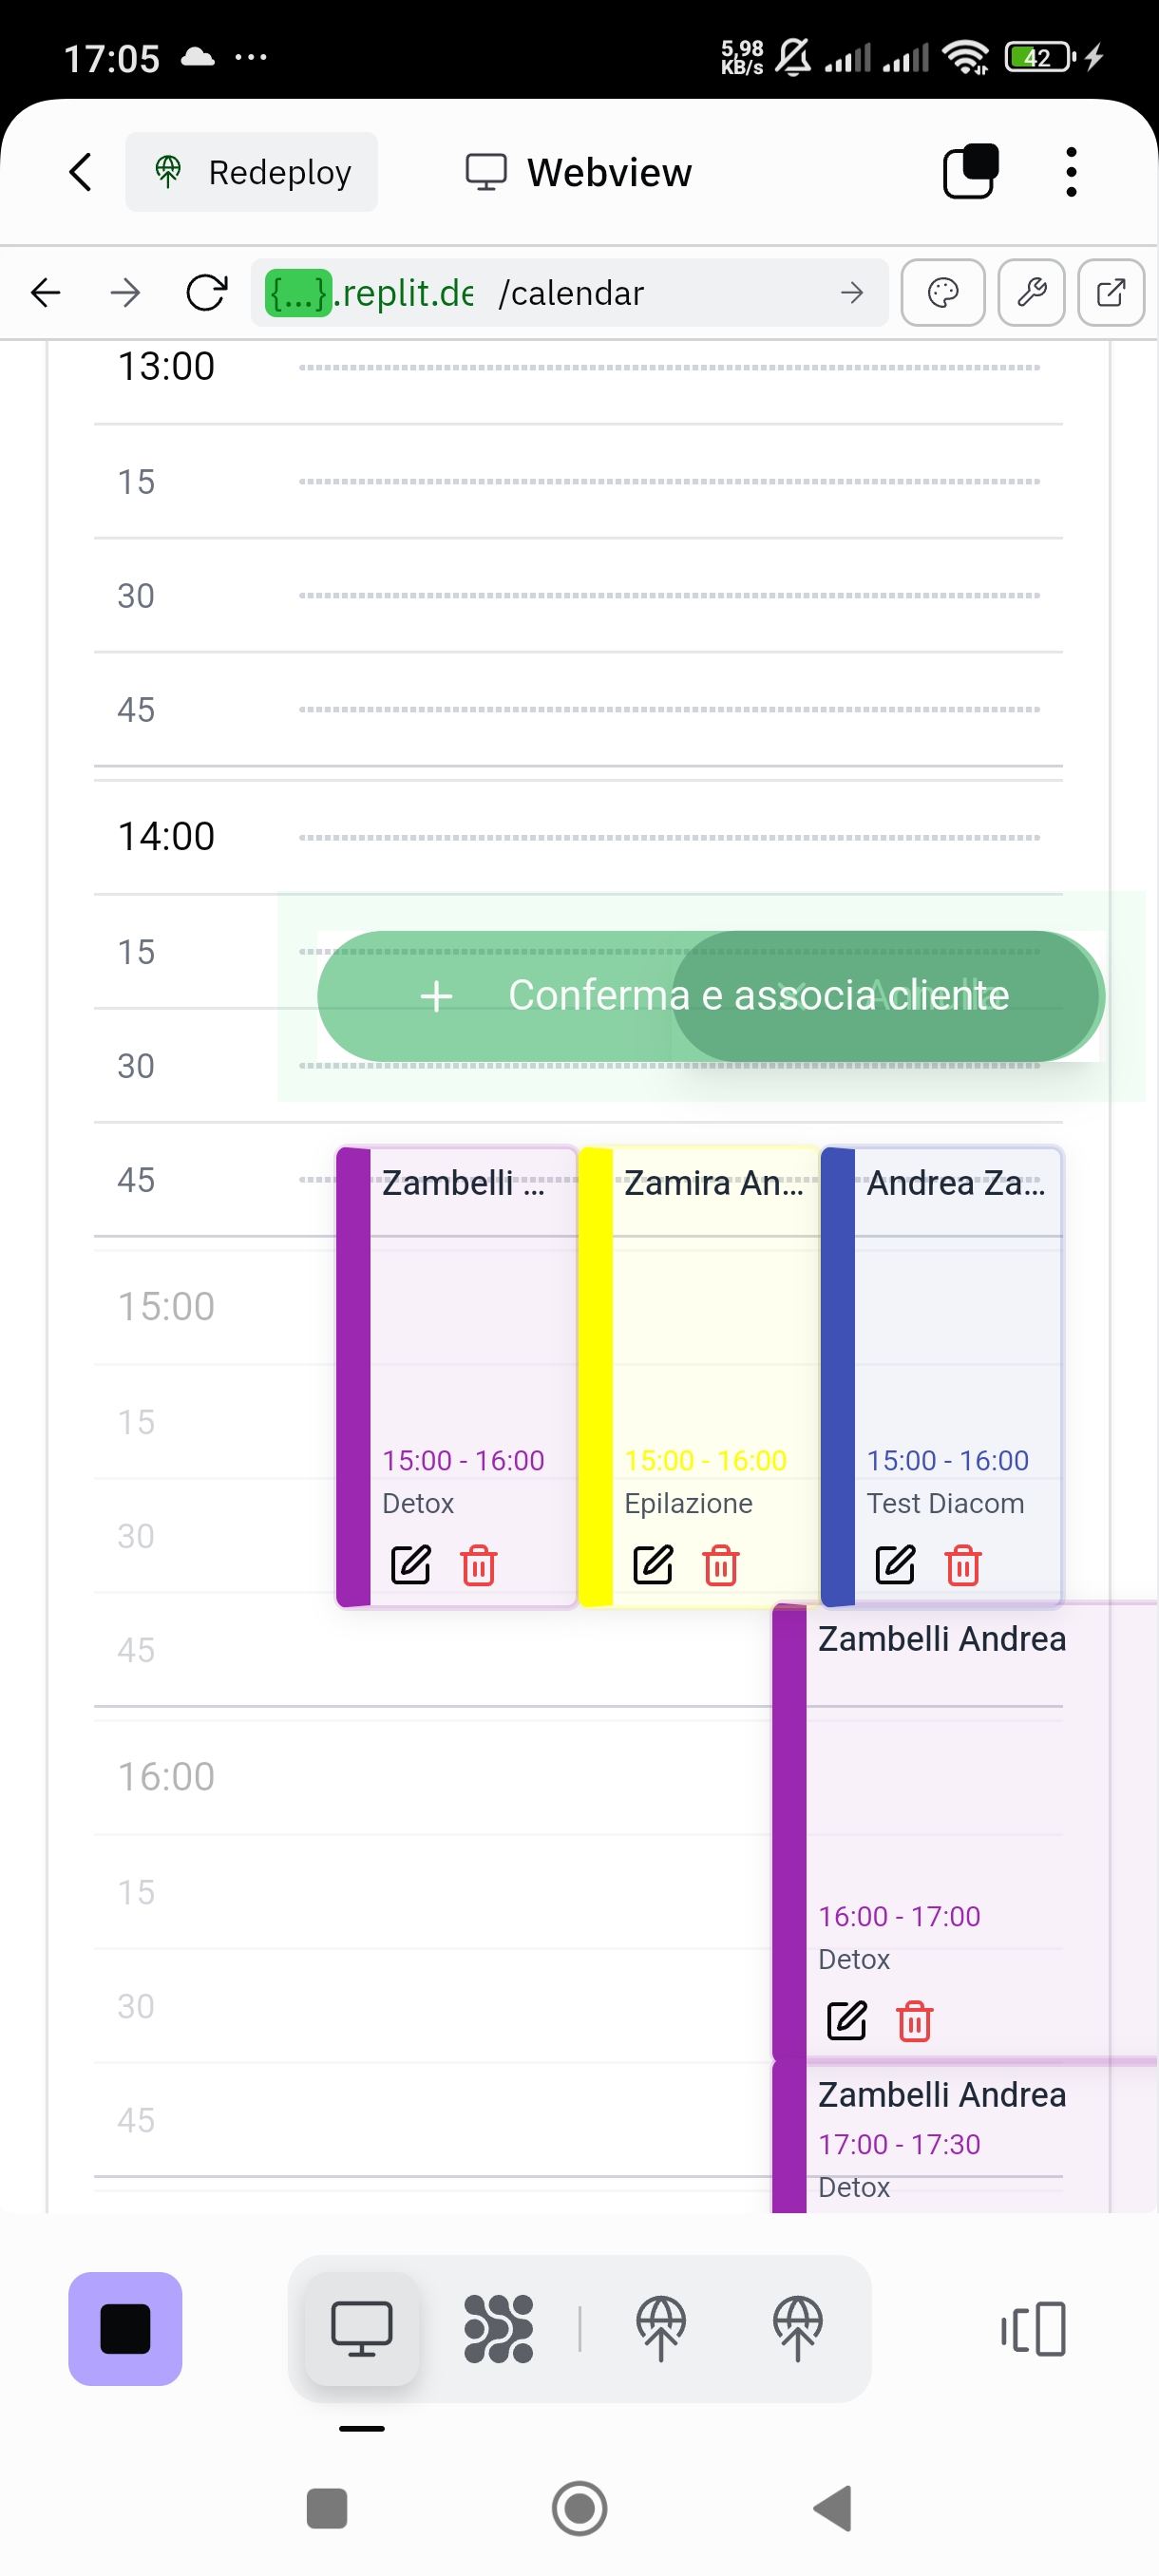 17:05
5,98
KB/s
42
Redeploy
Webview
{...}.replit.de /calendar
13:00
15
30
45
14:00
15
+ Conferma e associa cliente
Annulla
30
45
Zambelli ...
Zamira An...
Andrea Za...
15:00
15
15:00 - 16:00
15:00 - 16:00
15:00 - 16:00
Detox
Epilazione
Test Diacom
30
45
Zambelli Andrea
16:00
15
16:00 - 17:00
Detox
30
45
Zambelli Andrea
17:00 - 17:30
Detox